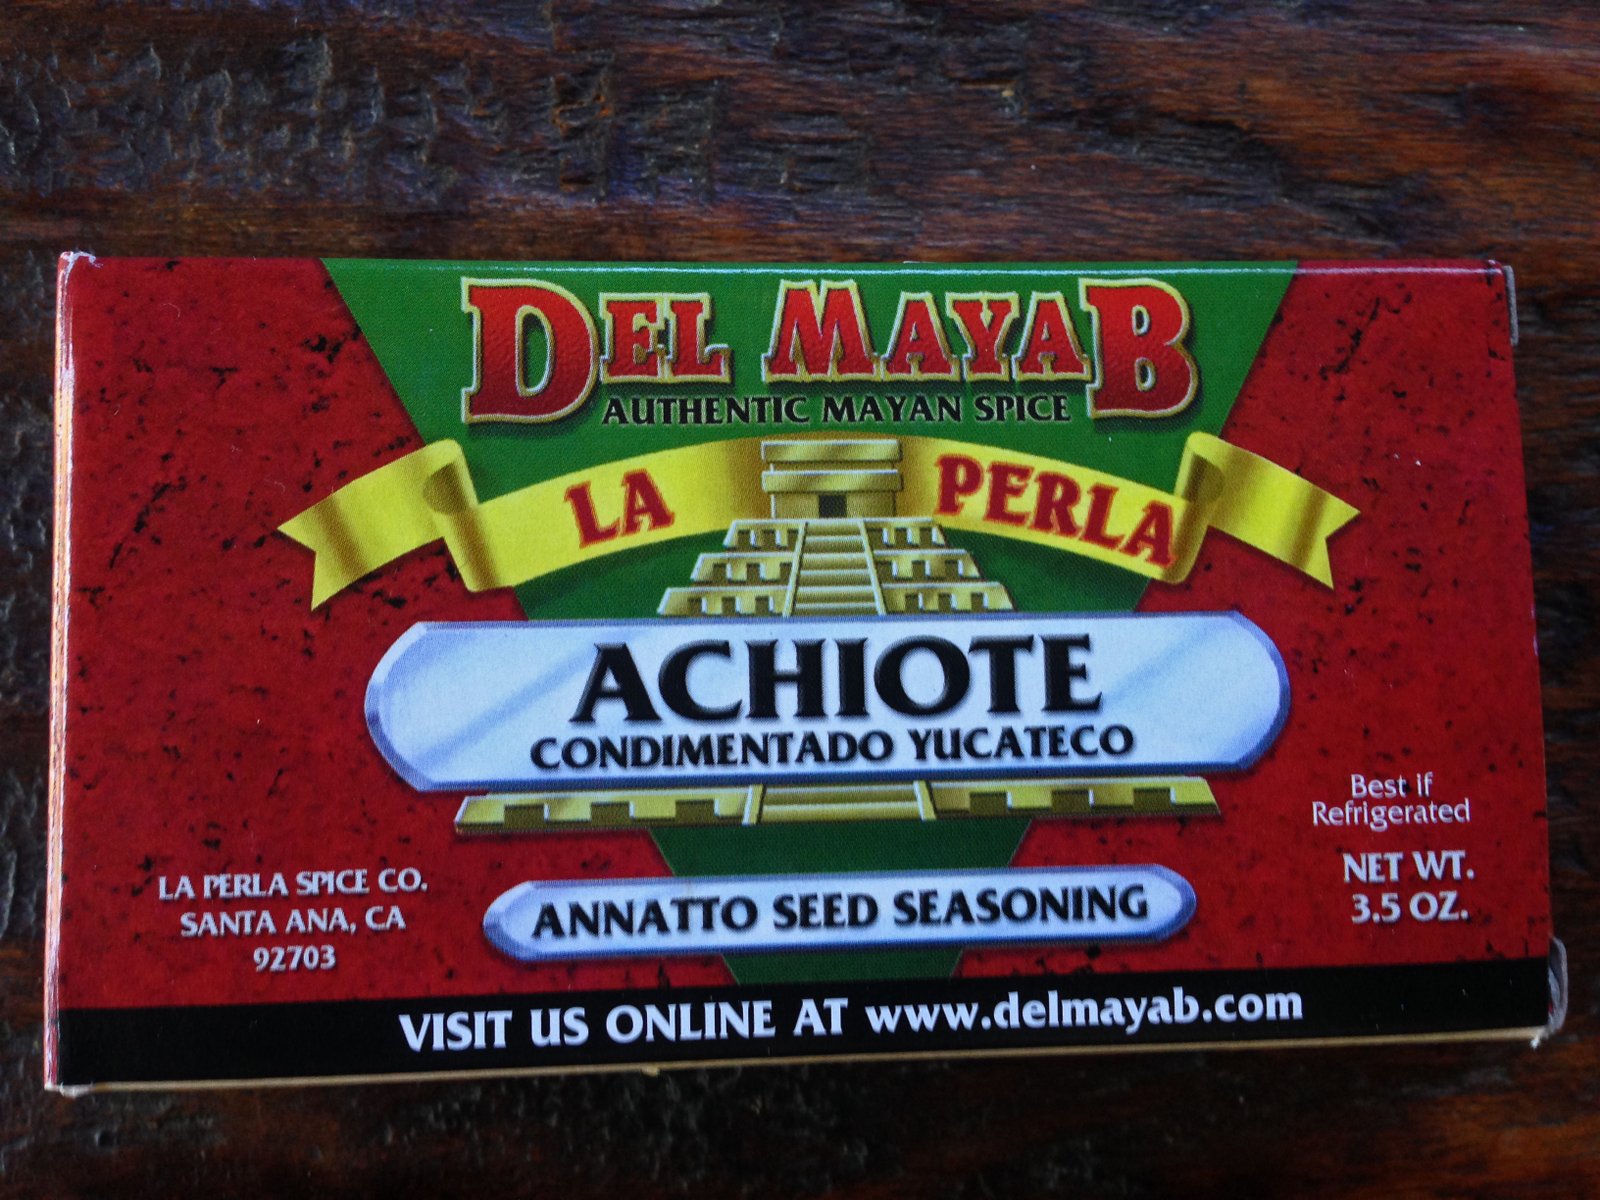 DEL MAYAB
AUTHENTIC MAYAN SPICE
LA PERLA
ACHIOTE
CONDIMENTADO YUCATECO
Best if
Refrigerated
NET WT.
3.5 OZ.
LA PERLA SPICE CO.
SANTA ANA, CA
92703
ANNATTO SEED SEASONING
VISIT US ONLINE AT www.delmayab.com